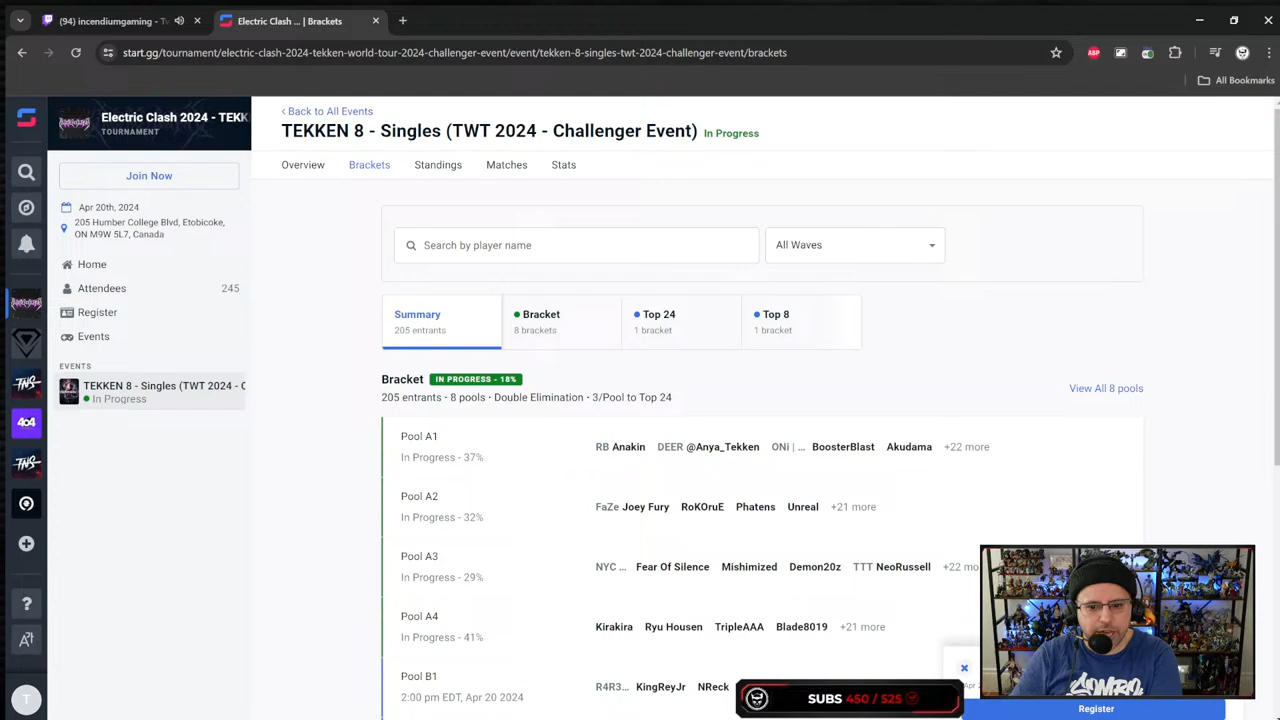 (94) incendiumgaming - Tw
Electric Clash ... | Brackets
start.gg/tournament/electric-clash-2024-tekken-world-tour-2024-challenger-event/event/tekken-8-singles-twt-2024-challenger-event/brackets
ABP
All Bookmarks
Electric Clash 2024 - TEKK
TOURNAMENT
Join Now
Apr 20th, 2024
205 Humber College Blvd, Etobicoke,
ON M9W 5L7, Canada
Home
Attendees 245
Register
Events
EVENTS
TEKKEN 8 - Singles (TWT 2024 - C
In Progress
TNS
404
TNS
?
T
< Back to All Events
TEKKEN 8 - Singles (TWT 2024 - Challenger Event) In Progress
Overview Brackets Standings Matches Stats
Search by player name
All Waves
Summary
205 entrants
Bracket
8 brackets
Top 24
1 bracket
Top 8
1 bracket
Bracket IN PROGRESS - 18%
View All 8 pools
205 entrants · 8 pools · Double Elimination · 3/Pool to Top 24
Pool A1
In Progress - 37%
RB Anakin DEER @Anya_Tekken ONi | ... BoosterBlast Akudama +22 more
Pool A2
In Progress - 32%
FaZe Joey Fury RoKOruE Phatens Unreal +21 more
Pool A3
In Progress - 29%
NYC ... Fear Of Silence Mishimized Demon20z TTT NeoRussell +22 mo
Pool A4
In Progress - 41%
Kirakira Ryu Housen TripleAAA Blade8019 +21 more
Pool B1
2:00 pm EDT, Apr 20 2024
R4R3... KingReyJr NReck
SUBS 450 / 525
Apr 2
Register